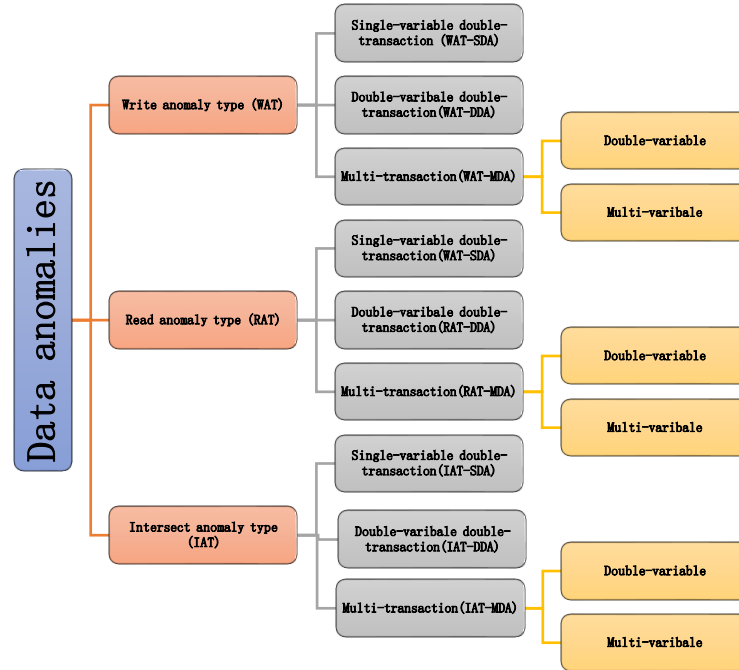 Data anomalies
Write anomaly type (WAT)
Single-variable double-
transaction (WAT-SDA)
Double-varibale double-
transaction(WAT-DDA)
Multi-transaction(WAT-MDA)
Double-variable
Multi-varibale
Read anomaly type (RAT)
Single-variable double-
transaction(WAT-SDA)
Double-varibale double-
transaction(RAT-DDA)
Multi-transaction(RAT-MDA)
Double-variable
Multi-varibale
Intersect anomaly type
(IAT)
Single-variable double-
transaction(IAT-SDA)
Double-varibale double-
transaction(IAT-DDA)
Multi-transaction(IAT-MDA)
Double-variable
Multi-varibale